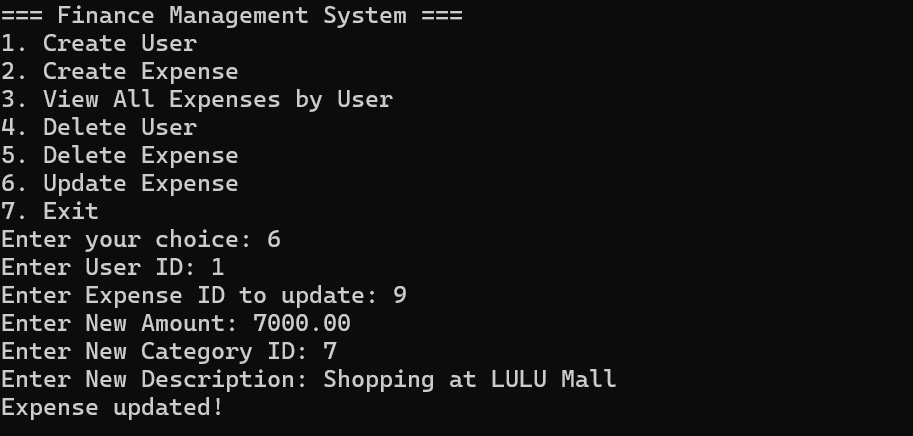 === Finance Management System ===
1. Create User
2. Create Expense
3. View All Expenses by User
4. Delete User
5. Delete Expense
6. Update Expense
7. Exit
Enter your choice: 6
Enter User ID: 1
Enter Expense ID to update: 9
Enter New Amount: 7000.00
Enter New Category ID: 7
Enter New Description: Shopping at LULU Mall
Expense updated!